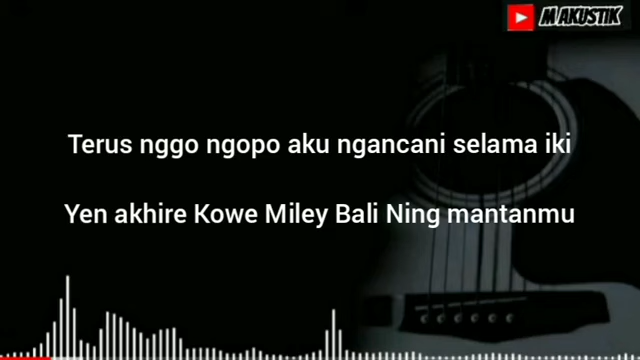 M AKUSTIK
Terus nggo ngopo aku ngancani selama iki
Yen akhire Kowe Miley Bali Ning mantanmu